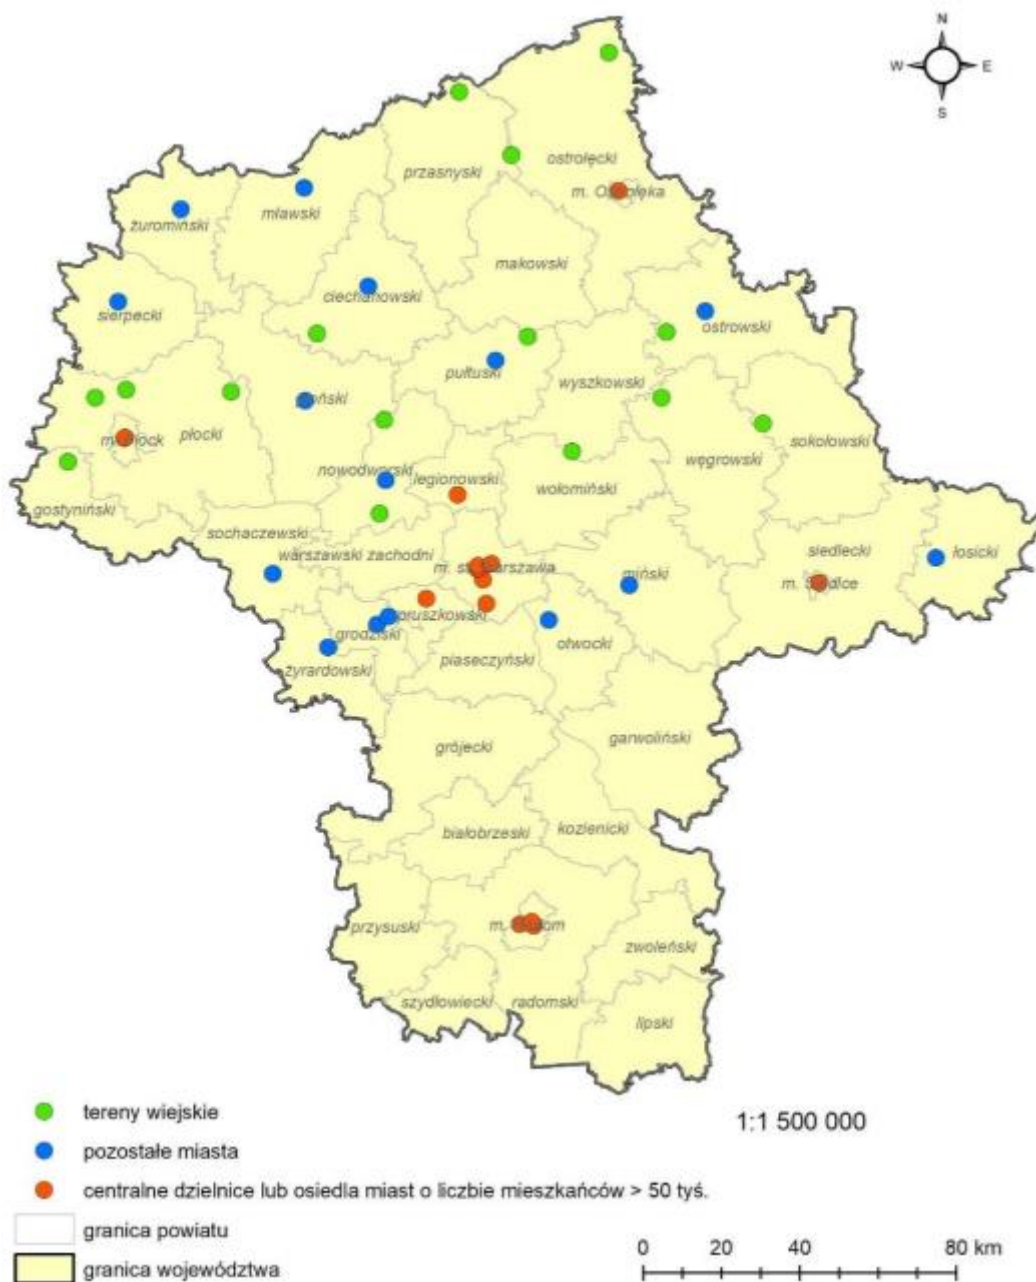 N
W E
S
ostrołęcki
przasnyski
m. Ostrołęka
mławski
żuromiński
makowski
ciechanowski
sierpecki
ostrowski
pułtuski
wyszkowski
płoński
płocki
m. Płock
sokołowski
węgrowski
nowodworski
legionowski
wołomiński
gostyniński
sochaczewski
warszawski zachodni
siedlecki
łosicki
m. st. Warszawa
miński
m. Siedlce
pruszkowski
grodziski
otwocki
piaseczyński
żyrardowski
garwoliński
grójecki
kozienicki
białobrzeski
przysuski
m. Radom
zwoleński
szydłowiecki
radomski
lipski
tereny wiejskie
1:1 500 000
pozostałe miasta
centralne dzielnice lub osiedla miast o liczbie mieszkańców > 50 tyś.
granica powiatu
0 20 40 80 km
granica województwa